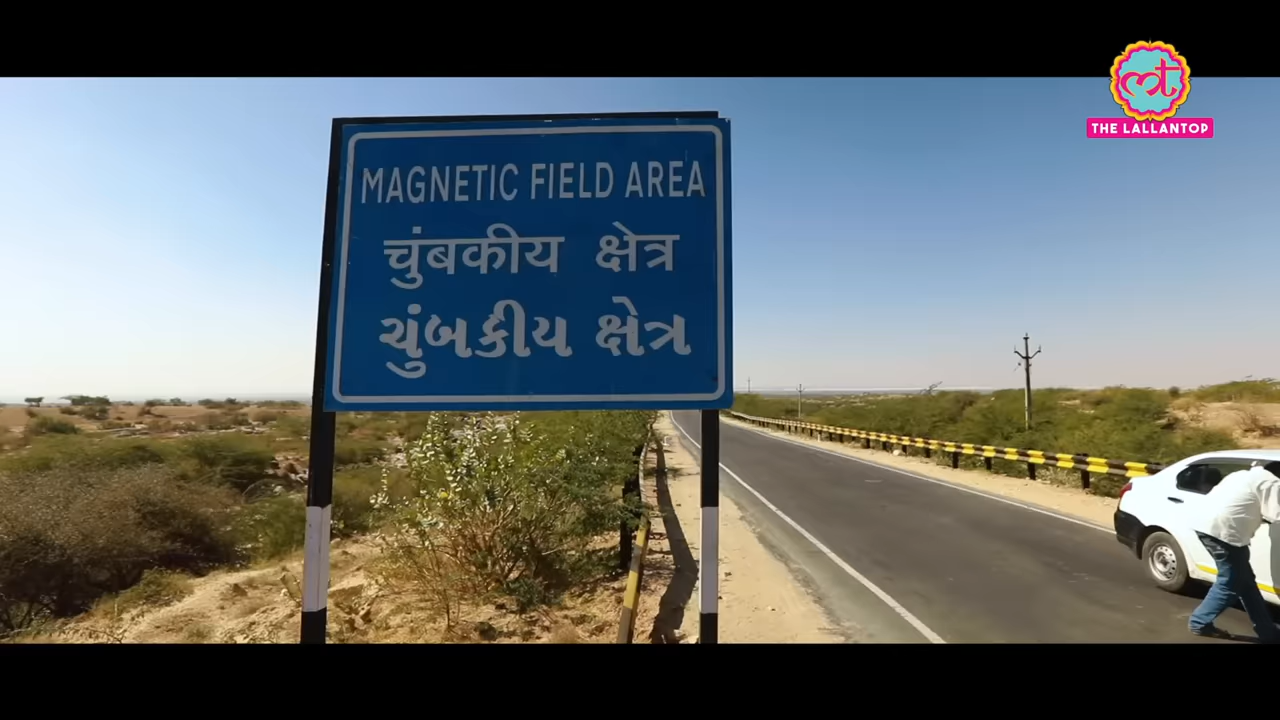 MAGNETIC FIELD AREA
चुंबकीय क्षेत्र
ચુંબકીય ક્ષેત્ર
THE LALLANTOP